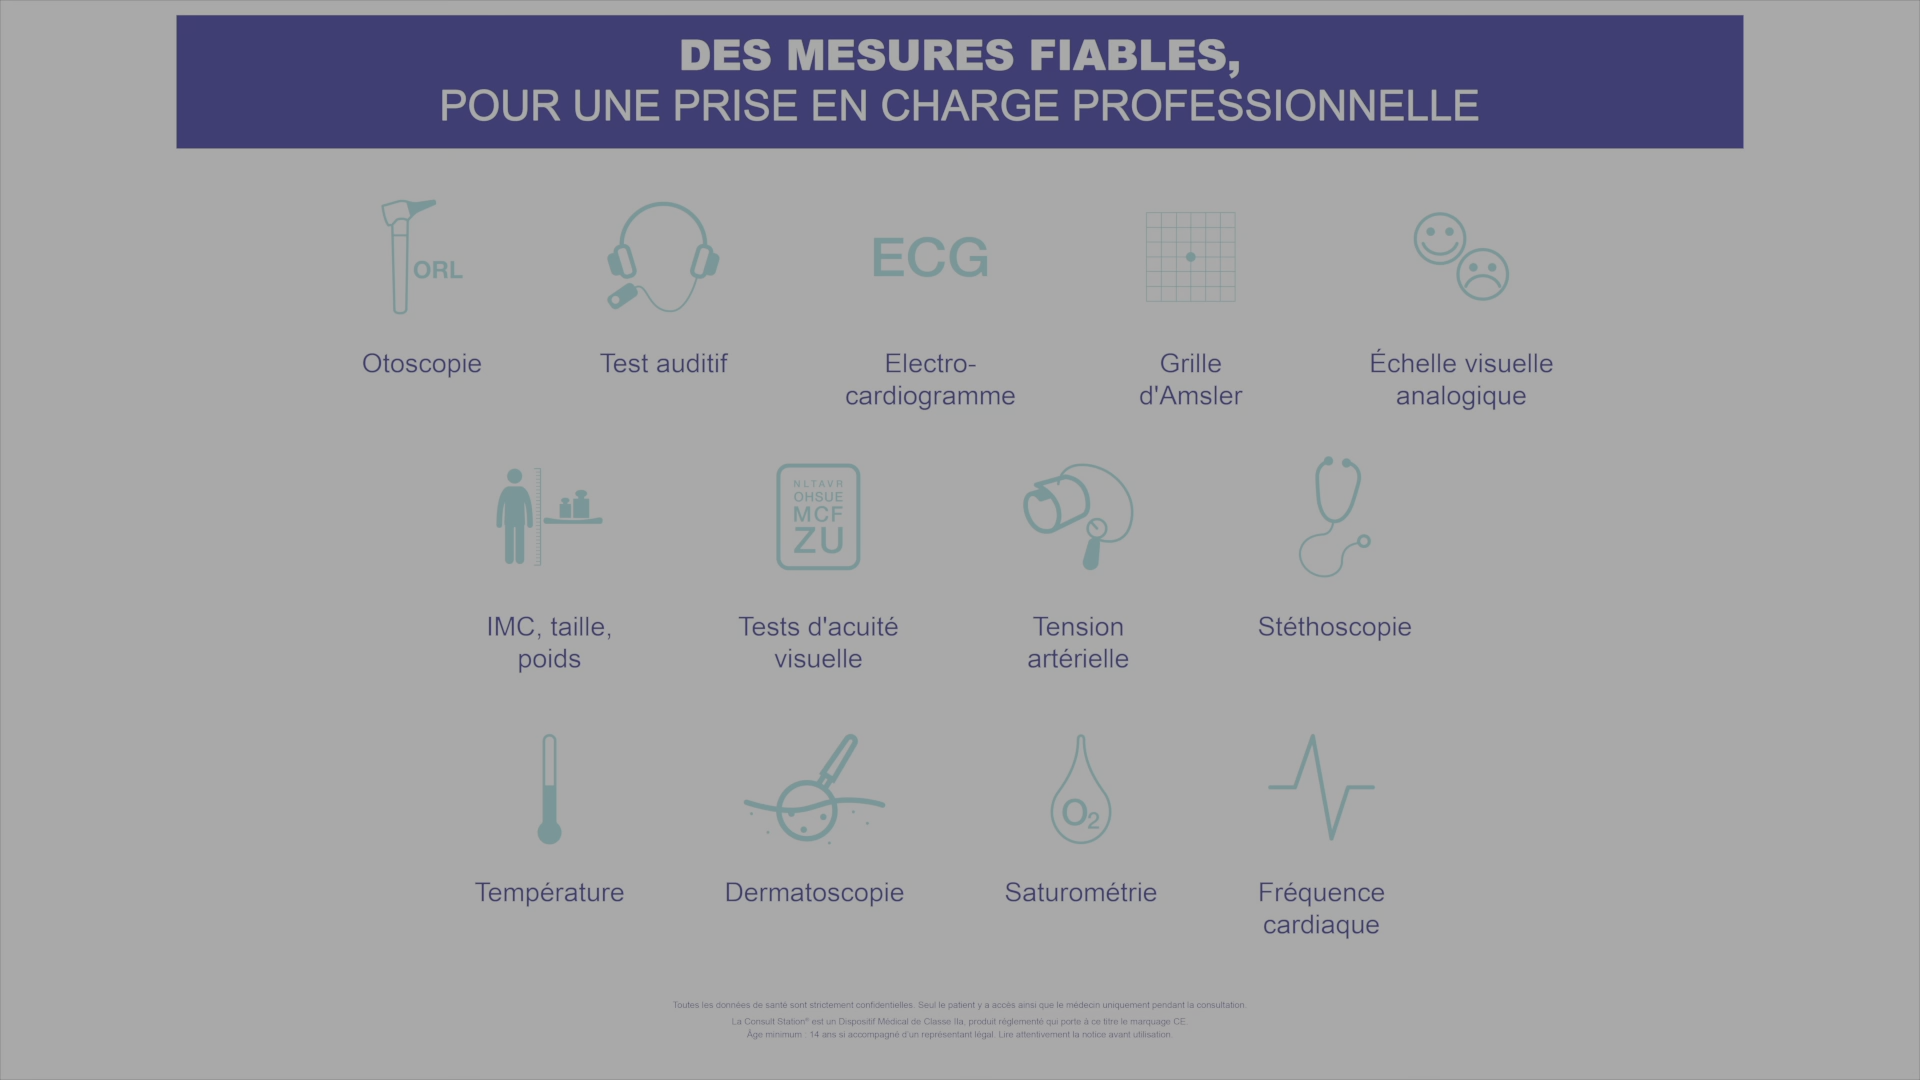 DES MESURES FIABLES,
POUR UNE PRISE EN CHARGE PROFESSIONNELLE
ORL
ECG
Otoscopie
Test auditif
Electro-
cardiogramme
Grille
d'Amsler
Échelle visuelle
analogique
NLTAVR
OHSUE
MCF
ZU
IMC, taille,
poids
Tests d'acuité
visuelle
Tension
artérielle
Stéthoscopie
O2
Température
Dermatoscopie
Saturométrie
Fréquence
cardiaque
Toutes les données de santé sont strictement confidentielles. Seul le patient y a accès ainsi que le médecin uniquement pendant la consultation.
La Consult Station® est un Dispositif Médical de Classe IIa, produit réglementé qui porte à ce titre le marquage CE.
Âge minimum : 14 ans si accompagné d'un représentant légal. Lire attentivement la notice avant utilisation.